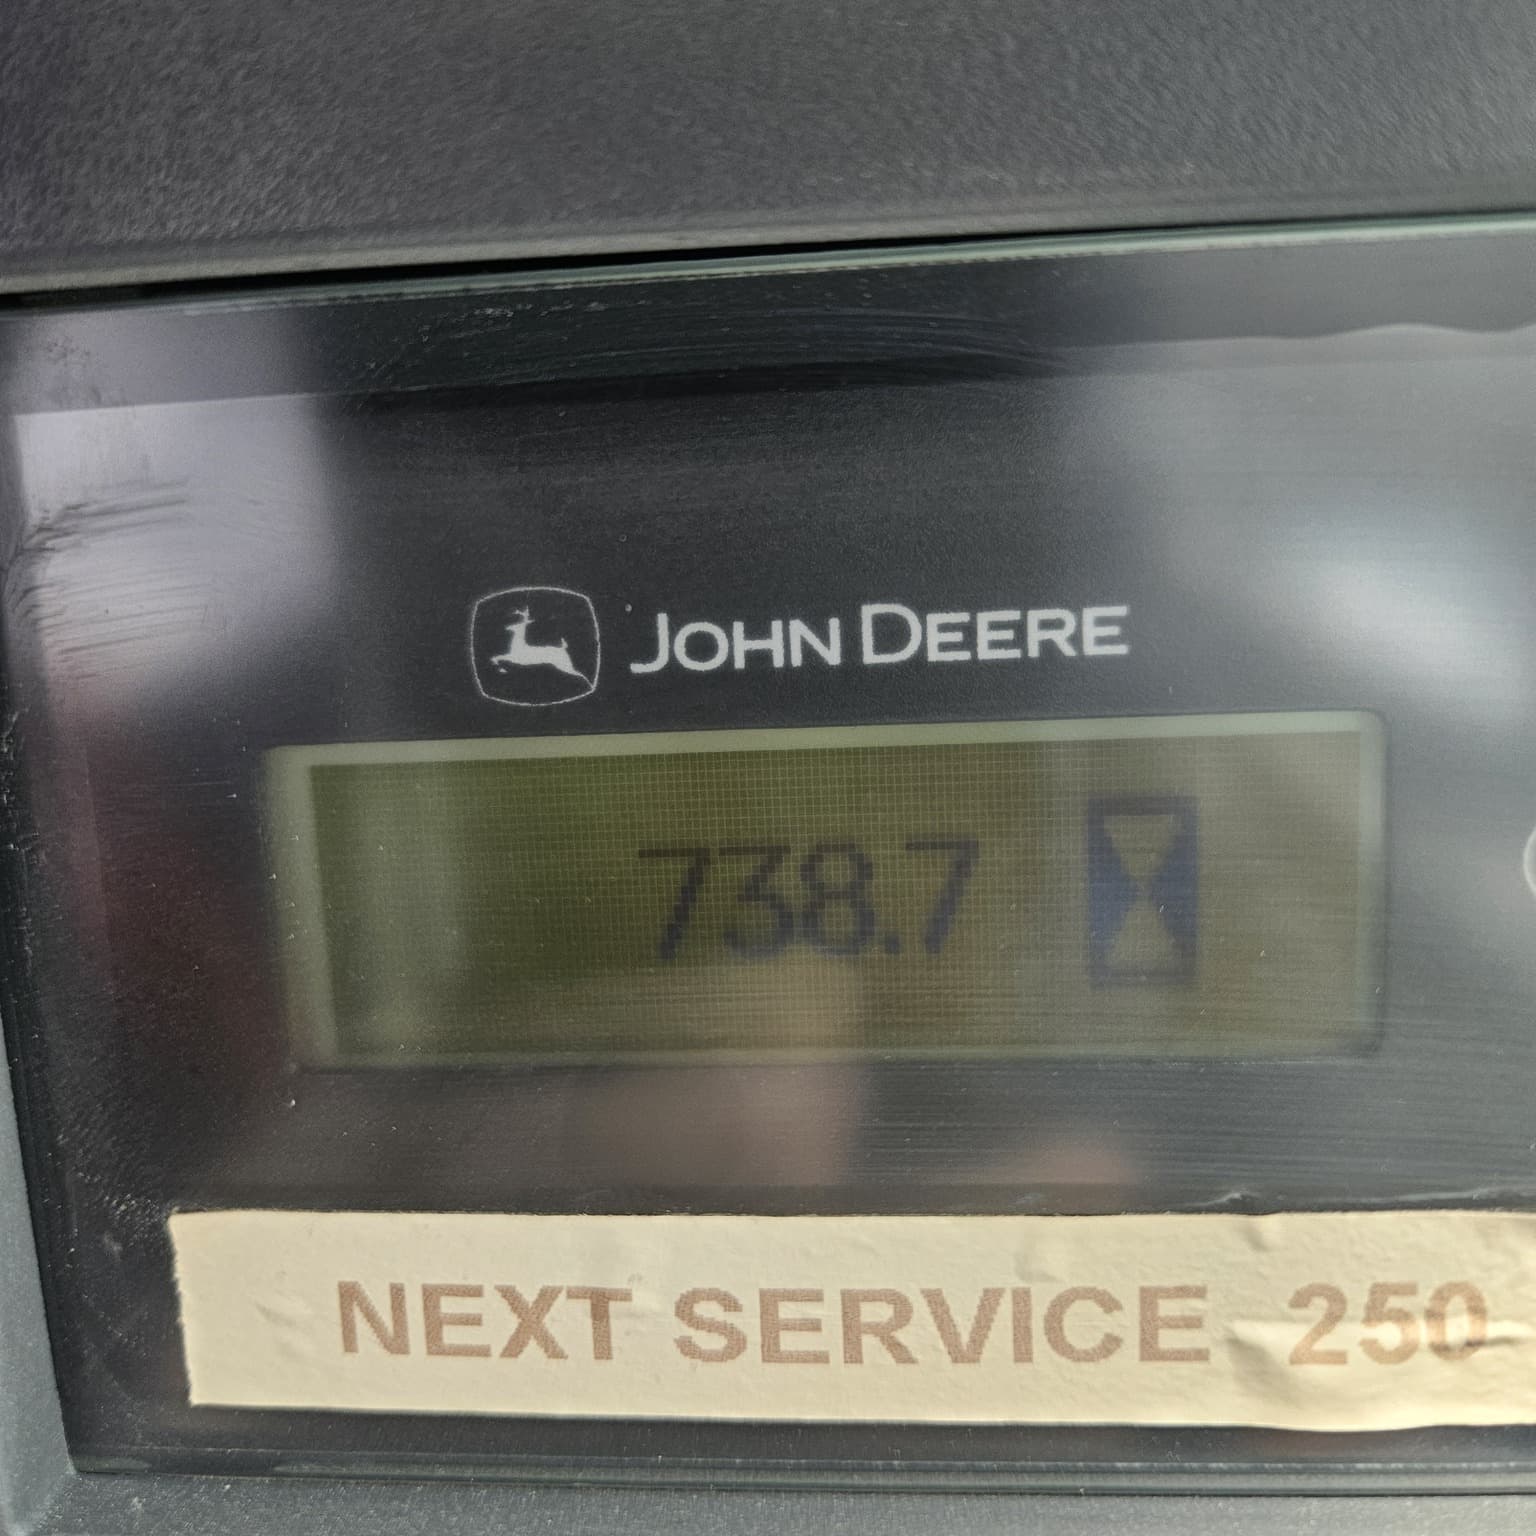 JOHN DEERE
738.7
NEXT SERVICE 250